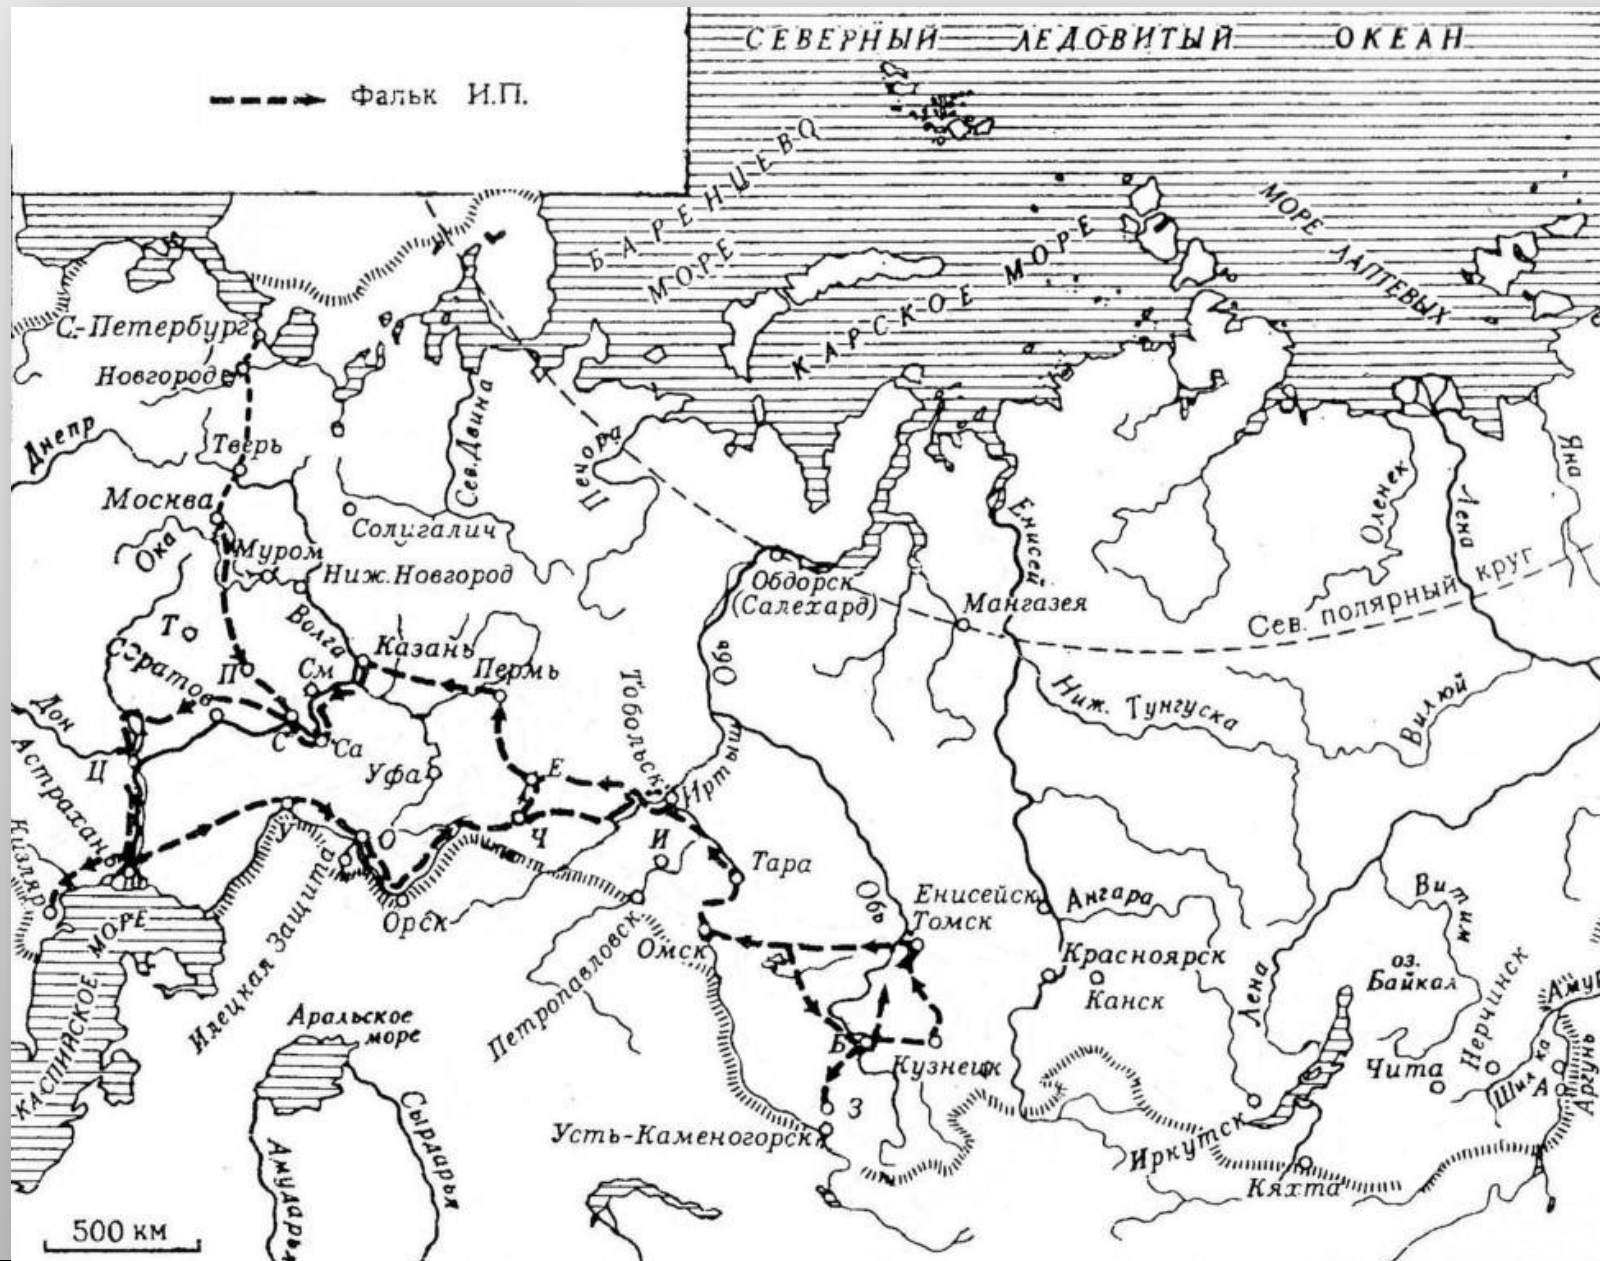 СЕВЕРНЫЙ ЛЕДОВИТЫЙ ОКЕАН
Фальк И.П.
БАРЕНЦЕВО
МОРЕ
КАРСКОЕ МОРЕ
МОРЕ ЛАПТЕВЫХ
С.-Петербург
Новгород
Днепр
Тверь
Сев. Двина
Печора
Москва
Солигалич
Ока
Муром
Ниж. Новгород
Волга
Обдорск
(Салехард)
Мангазея
Енисей
Оленек
Лена
Яна
Сев. полярный круг
Т
Саратов
П
См
Казань
Пермь
Тобольск
Обь
Ниж. Тунгуска
Вилюй
Дон
С
Са
Ц
Уфа
Е
Иртыш
Астрахань
Кизляр
У
О
Ч
И
Тара
Орск
Илецкая Защита
Петропавловск
Омск
Обь
Енисейск
Томск
Ангара
Красноярск
Канск
Лена
оз.
Байкал
Витим
Нерчинск
Амур
КАСПИЙСКОЕ МОРЕ
Аральское
море
Б
Кузнецк
З
Чита
Шилка
А
Аргунь
Сырдарья
Амударья
Усть-Каменогорск
Иркутск
Кяхта
500 км